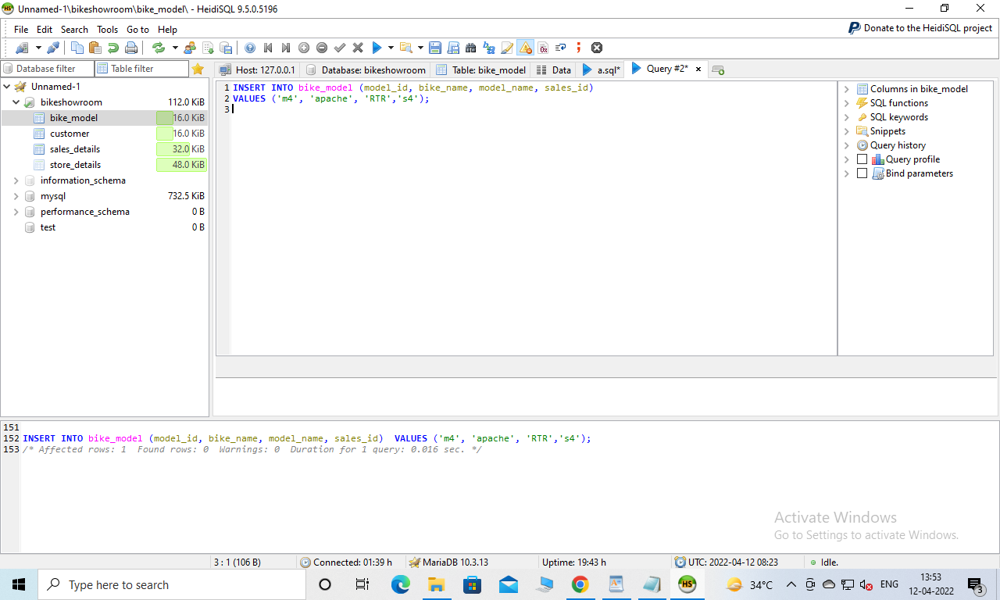 Unnamed-1\bikeshowroom\bike_model\ - HeidiSQL 9.5.0.5196
File Edit Search Tools Go to Help
Donate to the HeidiSQL project
Database filter Table filter
Host: 127.0.0.1 Database: bikeshowroom Table: bike_model Data a.sql* Query #2*
Unnamed-1
bikeshowroom 112.0 KiB
bike_model 16.0 KiB
customer 16.0 KiB
sales_details 32.0 KiB
store_details 48.0 KiB
information_schema
mysql 732.5 KiB
performance_schema 0 B
test 0 B
1 INSERT INTO bike_model (model_id, bike_name, model_name, sales_id)
2 VALUES ('m4', 'apache', 'RTR','s4');
3
Columns in bike_model
SQL functions
SQL keywords
Snippets
Query history
Query profile
Bind parameters
151
152 INSERT INTO bike_model (model_id, bike_name, model_name, sales_id)  VALUES ('m4', 'apache', 'RTR','s4');
153 /* Affected rows: 1  Found rows: 0  Warnings: 0  Duration for 1 query: 0.016 sec. */
Activate Windows
Go to Settings to activate Windows.
3 : 1 (106 B) Connected: 01:39 h MariaDB 10.3.13 Uptime: 19:43 h UTC: 2022-04-12 08:23 Idle.
Type here to search
HS
34°C
ENG
13:53
12-04-2022
3